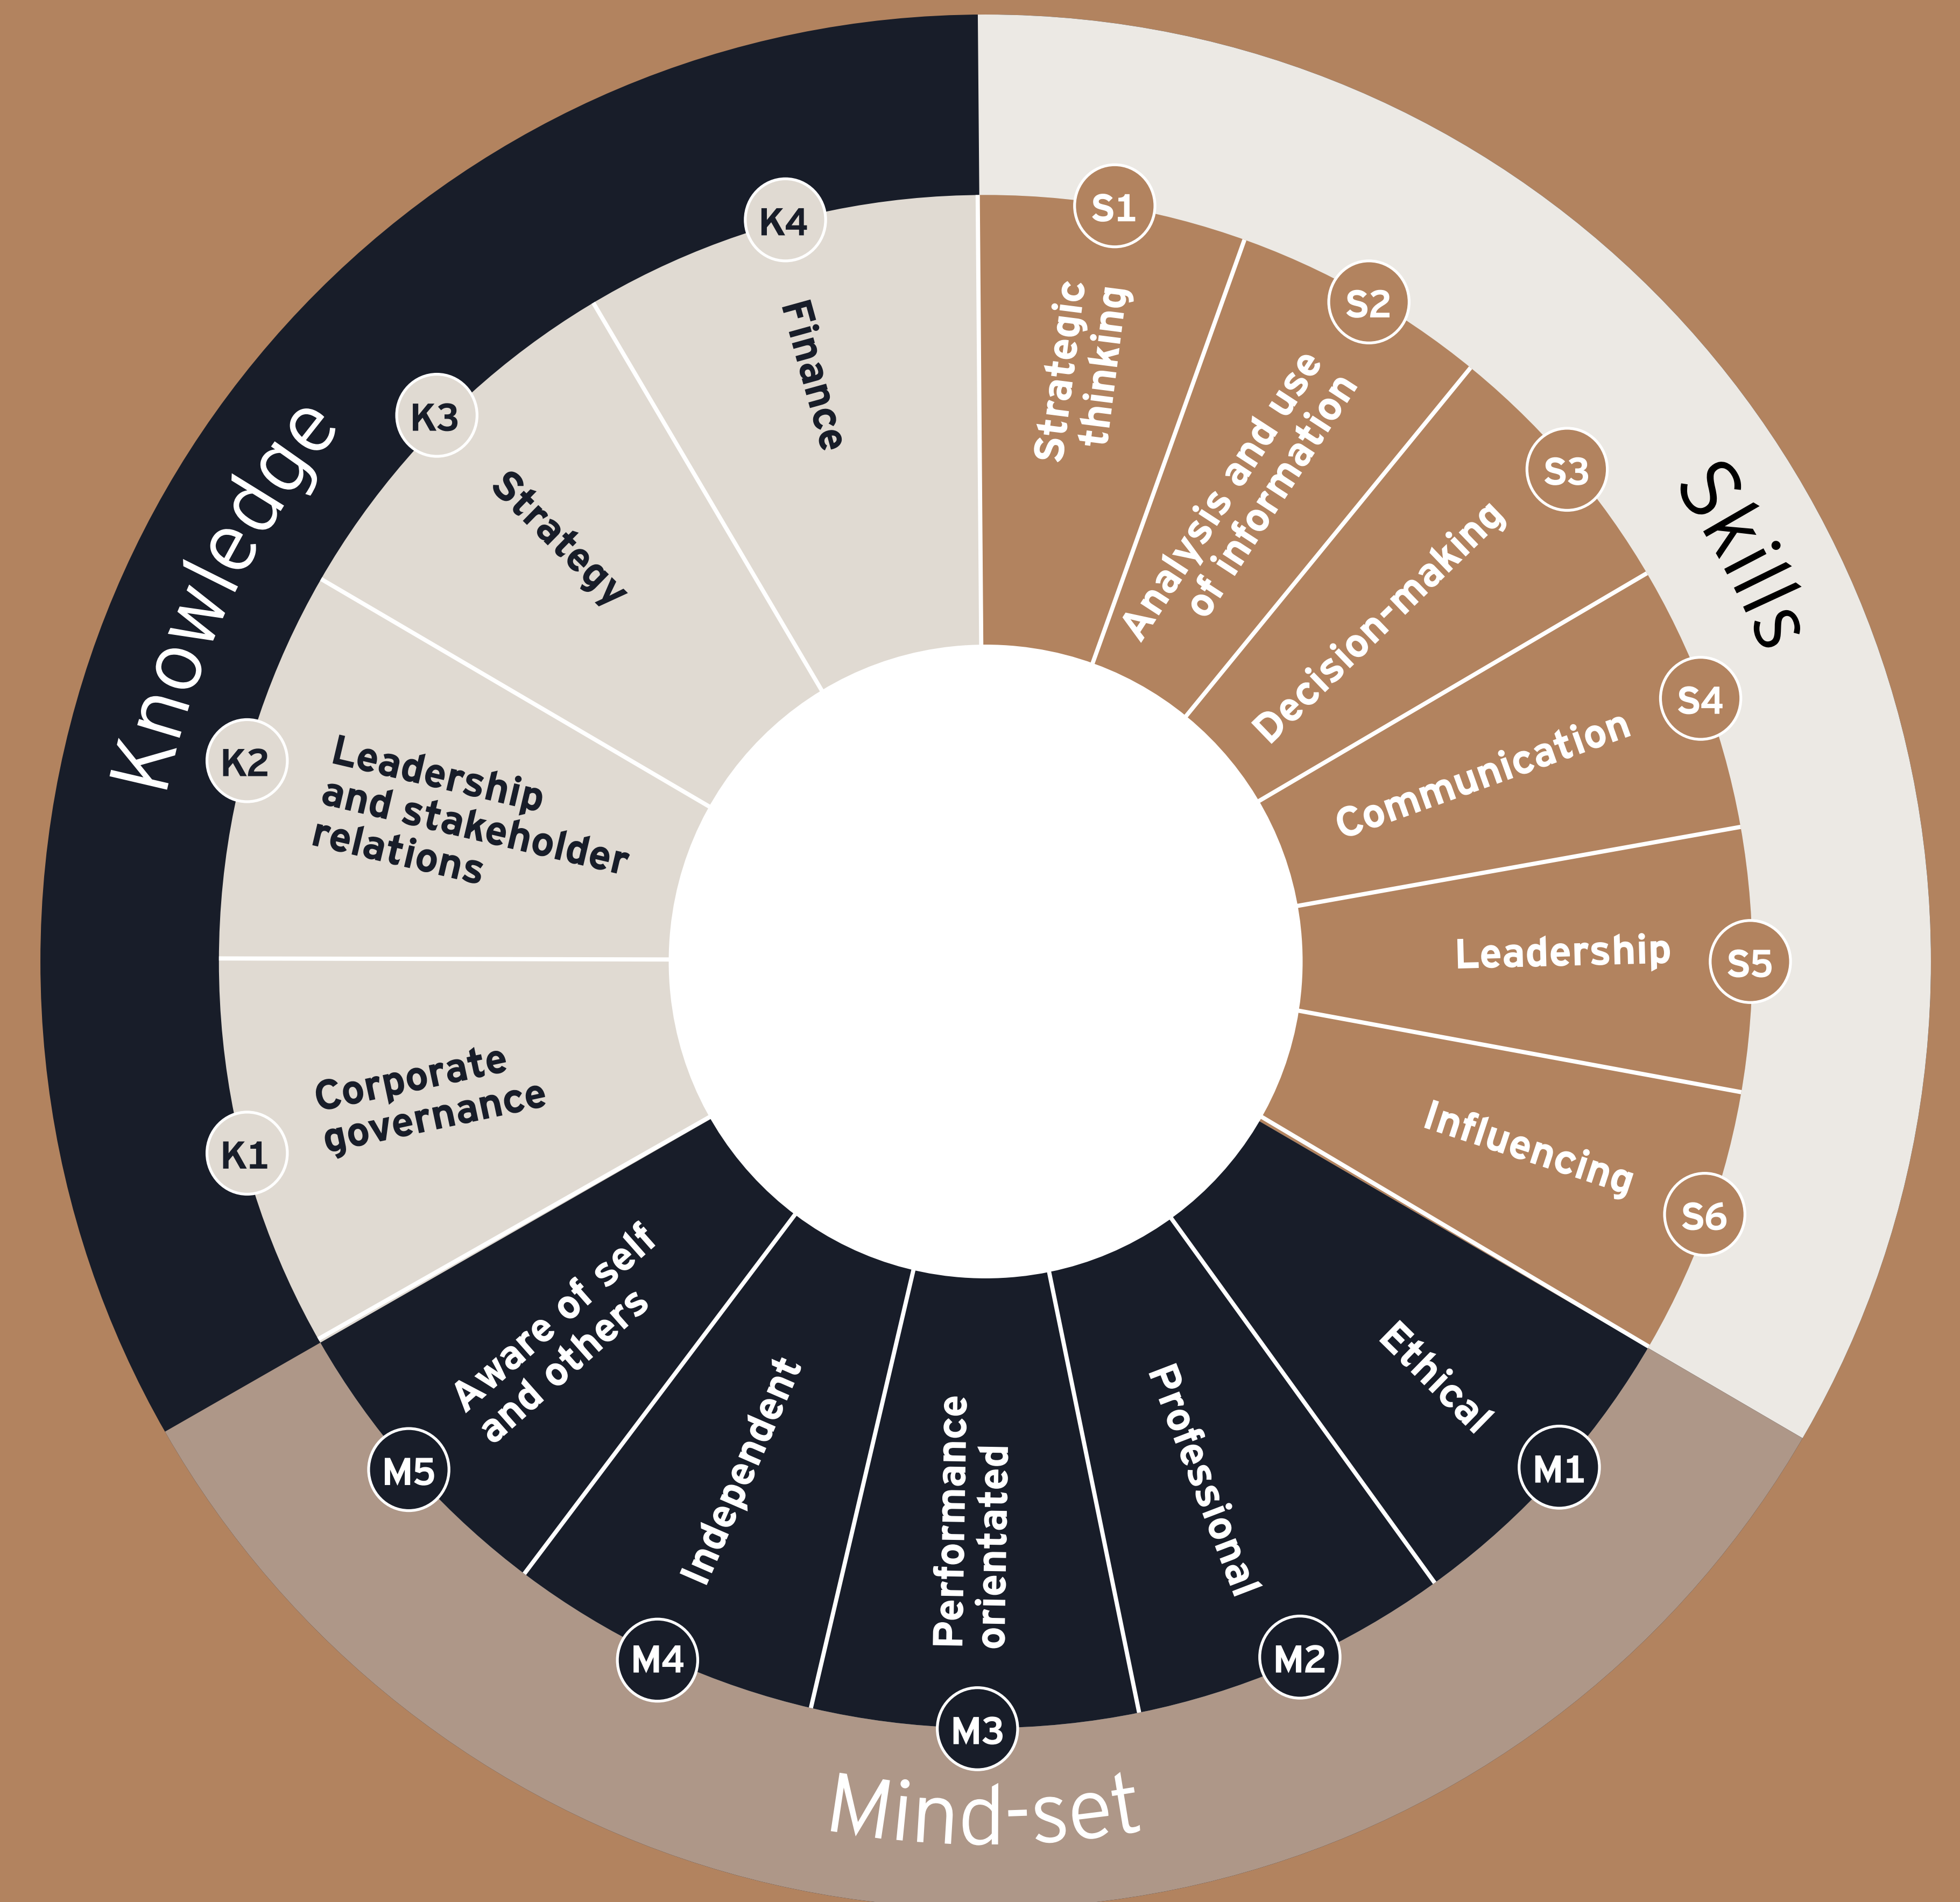 Knowledge
K1
Corporate
governance
K2
Leadership
and stakeholder
relations
K3
Strategy
K4
Finance
Skills
S1
Strategic
thinking
S2
Analysis and use
of information
S3
Decision-making
S4
Communication
S5
Leadership
S6
Influencing
Mind-set
M1
Ethical
M2
Professional
M3
Performance
orientated
M4
Independent
M5
Aware of self
and others